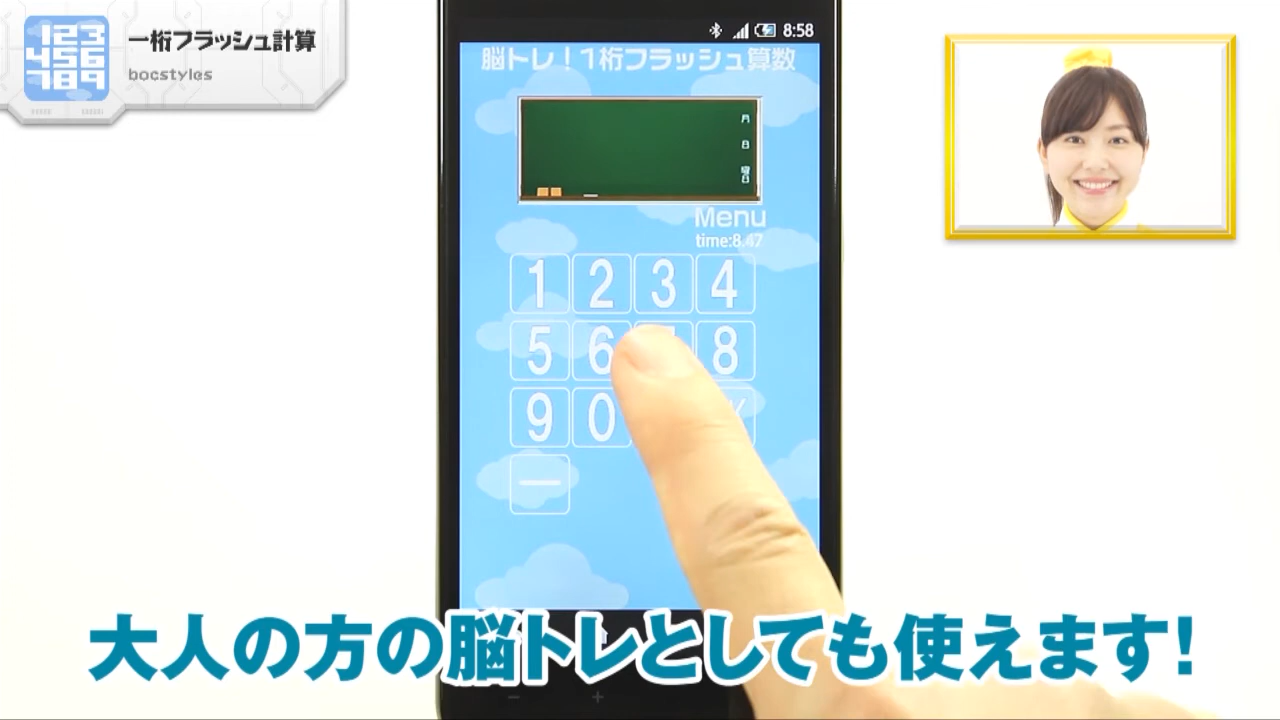 123
456
789
一桁フラッシュ計算
bocstyles
8:58
脳トレ！1桁フラッシュ算数
月
日
曜日
Menu
time:8.47
1 2 3 4
5 6 8
9 0
ー
大人の方の脳トレとしても使えます!